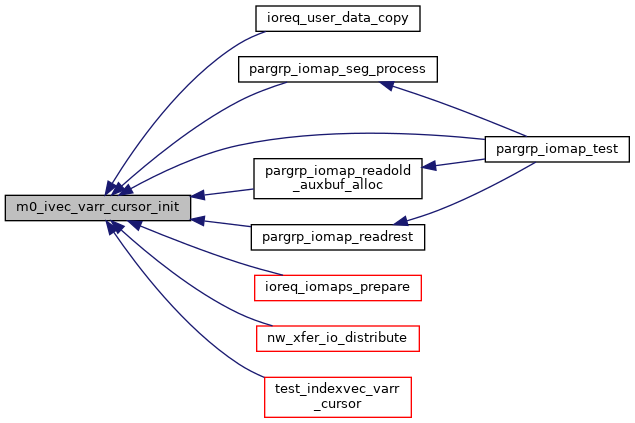 ioreq_user_data_copy
pargrp_iomap_seg_process
pargrp_iomap_test
pargrp_iomap_readold
_auxbuf_alloc
m0_ivec_varr_cursor_init
pargrp_iomap_readrest
ioreq_iomaps_prepare
nw_xfer_io_distribute
test_indexvec_varr
_cursor